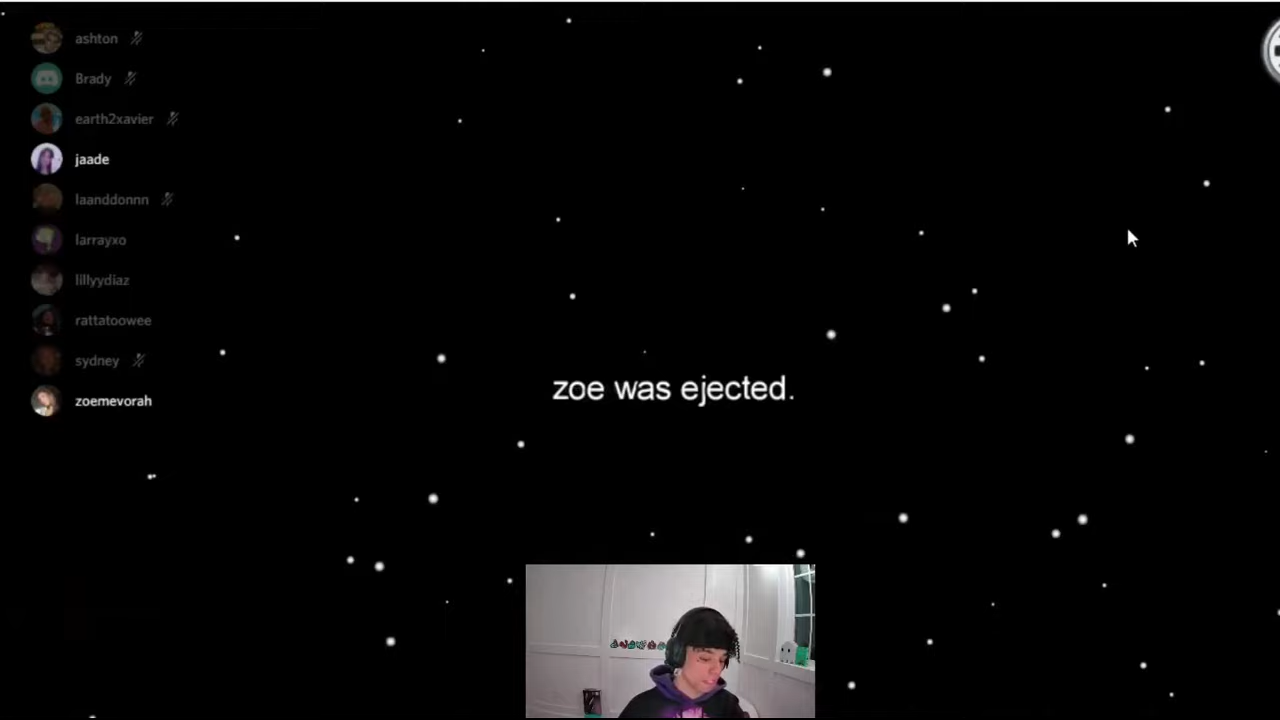 ashton
Brady
earth2xavier
jaade
laanddonnn
larrayxo
lillyydiaz
rattatoowee
sydney
zoemevorah
zoe was ejected.